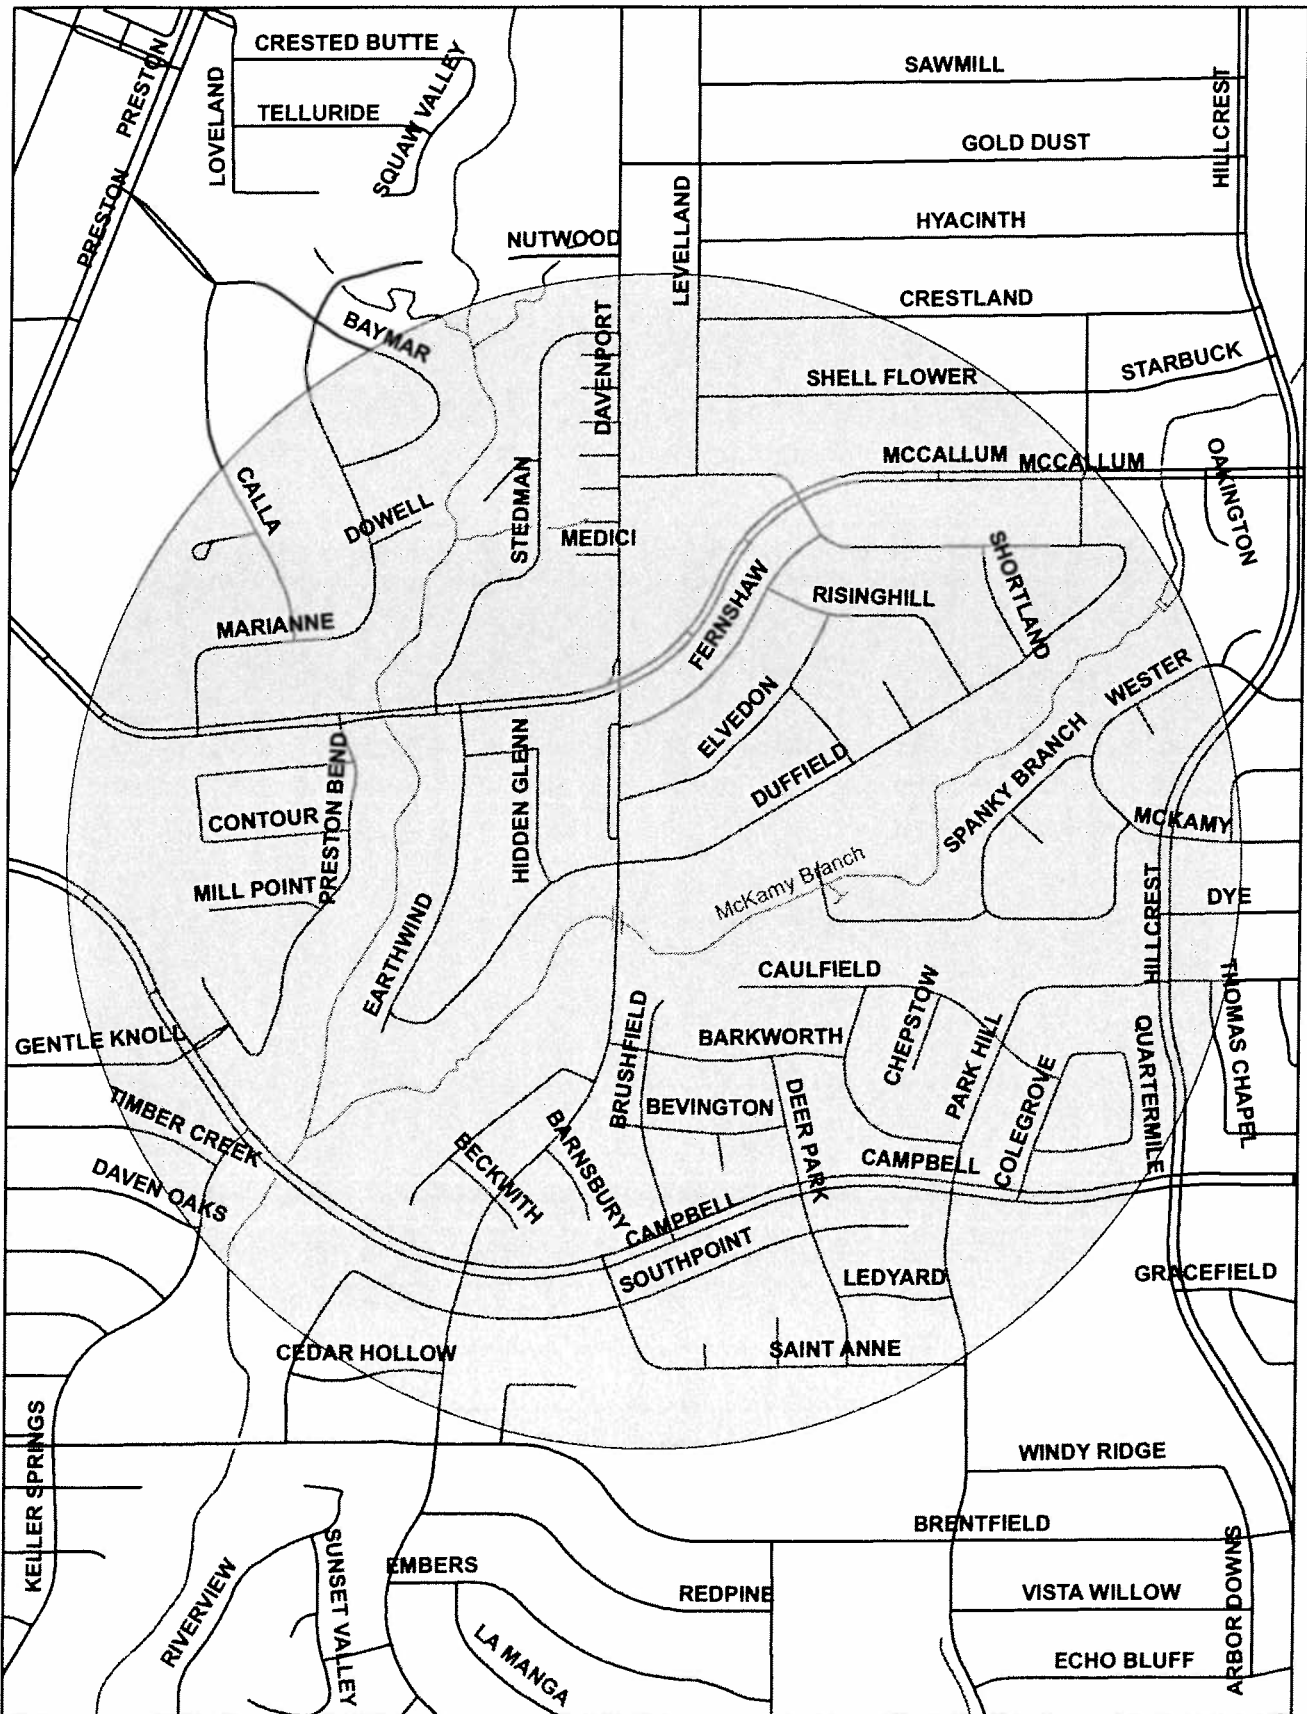 CRESTED BUTTE
SAWMILL
PRESTON
LOVELAND
TELLURIDE
SQUAW VALLEY
HILLCREST
GOLD DUST
PRESTON
NUTWOOD
LEVELLAND
HYACINTH
CRESTLAND
BAYMAR
DAVENPORT
SHELL FLOWER
STARBUCK
MCCALLUM
MCCALLUM
OAKINGTON
CALLA
DOWELL
STEDMAN
MEDICI
SHORTLAND
FERNSHAW
RISINGHILL
MARIANNE
WESTER
ELVEDON
SPANKY BRANCH
PRESTON BEND
HIDDEN GLENN
DUFFIELD
CONTOUR
MCKAMY
MILL POINT
McKamy Branch
HILLCREST
DYE
EARTHWIND
CAULFIELD
CHEPSTOW
THOMAS CHAPEL
GENTLE KNOLL
BRUSHFIELD
BARKWORTH
PARK HILL
QUARTERMILE
TIMBER CREEK
BEVINGTON
DEER PARK
COLEGROVE
BARNSBURY
BECKWITH
CAMPBELL
DAVEN OAKS
CAMPBELL
SOUTHPOINT
LEDYARD
GRACEFIELD
CEDAR HOLLOW
SAINT ANNE
KELLER SPRINGS
WINDY RIDGE
BRENTFIELD
SUNSET VALLEY
EMBERS
REDPINE
VISTA WILLOW
ARBOR DOWNS
RIVERVIEW
LA MANGA
ECHO BLUFF